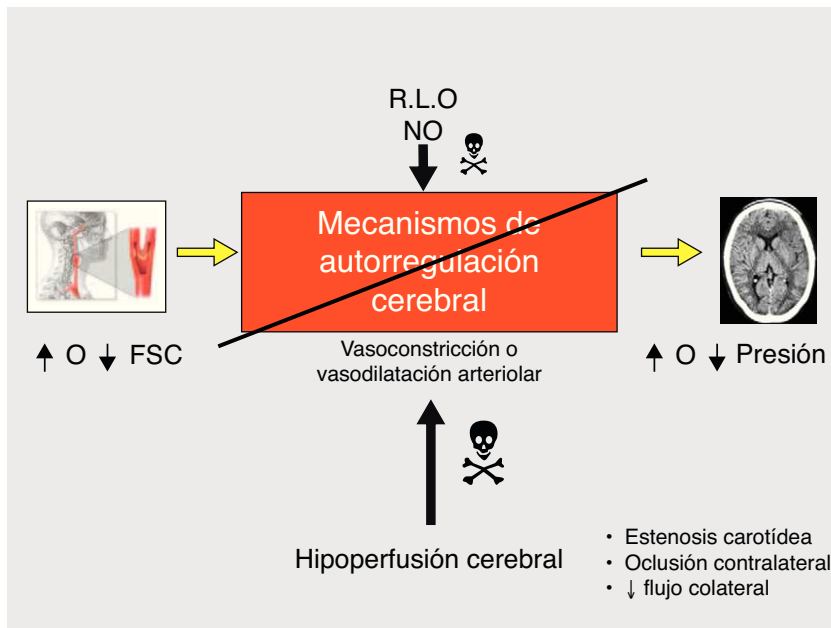 R.L.O
NO
Mecanismos de
autorregulación
cerebral
↑ O ↓ FSC
Vasoconstricción o
vasodilatación arteriolar
↑ O ↓ Presión
Hipoperfusión cerebral
• Estenosis carotídea
• Oclusión contralateral
• ↓ flujo colateral